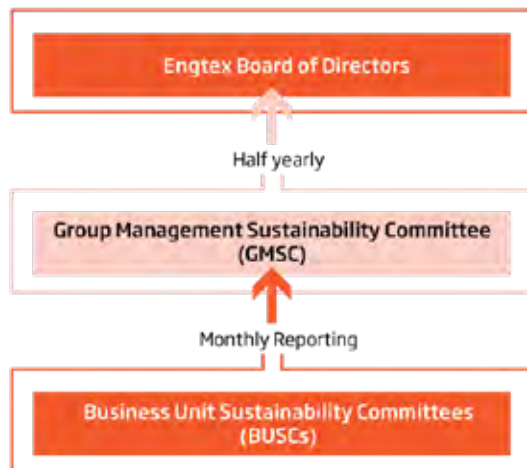 Engtex Board of Directors
Half yearly
Group Management Sustainability Committee
(GMSC)
Monthly Reporting
Business Unit Sustainability Committees
(BUSCs)